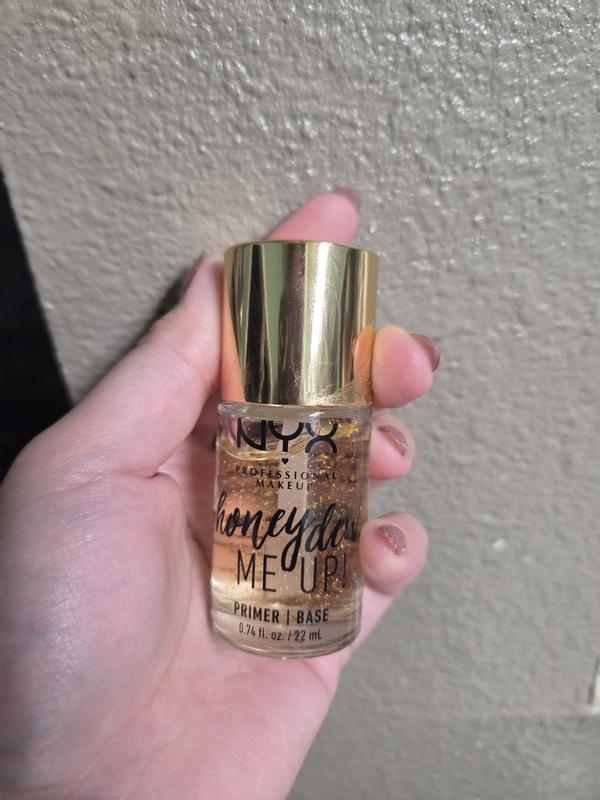 NYX
PROFESSIONAL
MAKEUP
honeydew
ME UP!
PRIMER | BASE
0.74 fl. oz. / 22 mL